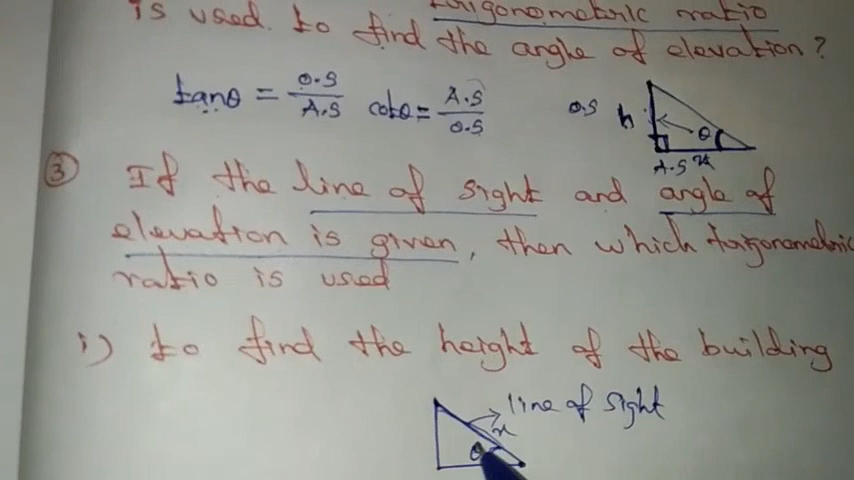 is used to find the trigonometric ratio
find the angle of elevation?
tanθ = O.S / A.S cotθ = A.S / O.S
O.S h θ
A.S x
③ If the line of sight and angle of
elevation is given, then which trigonometric
ratio is used
i) to find the height of the building
line of sight
x
θ